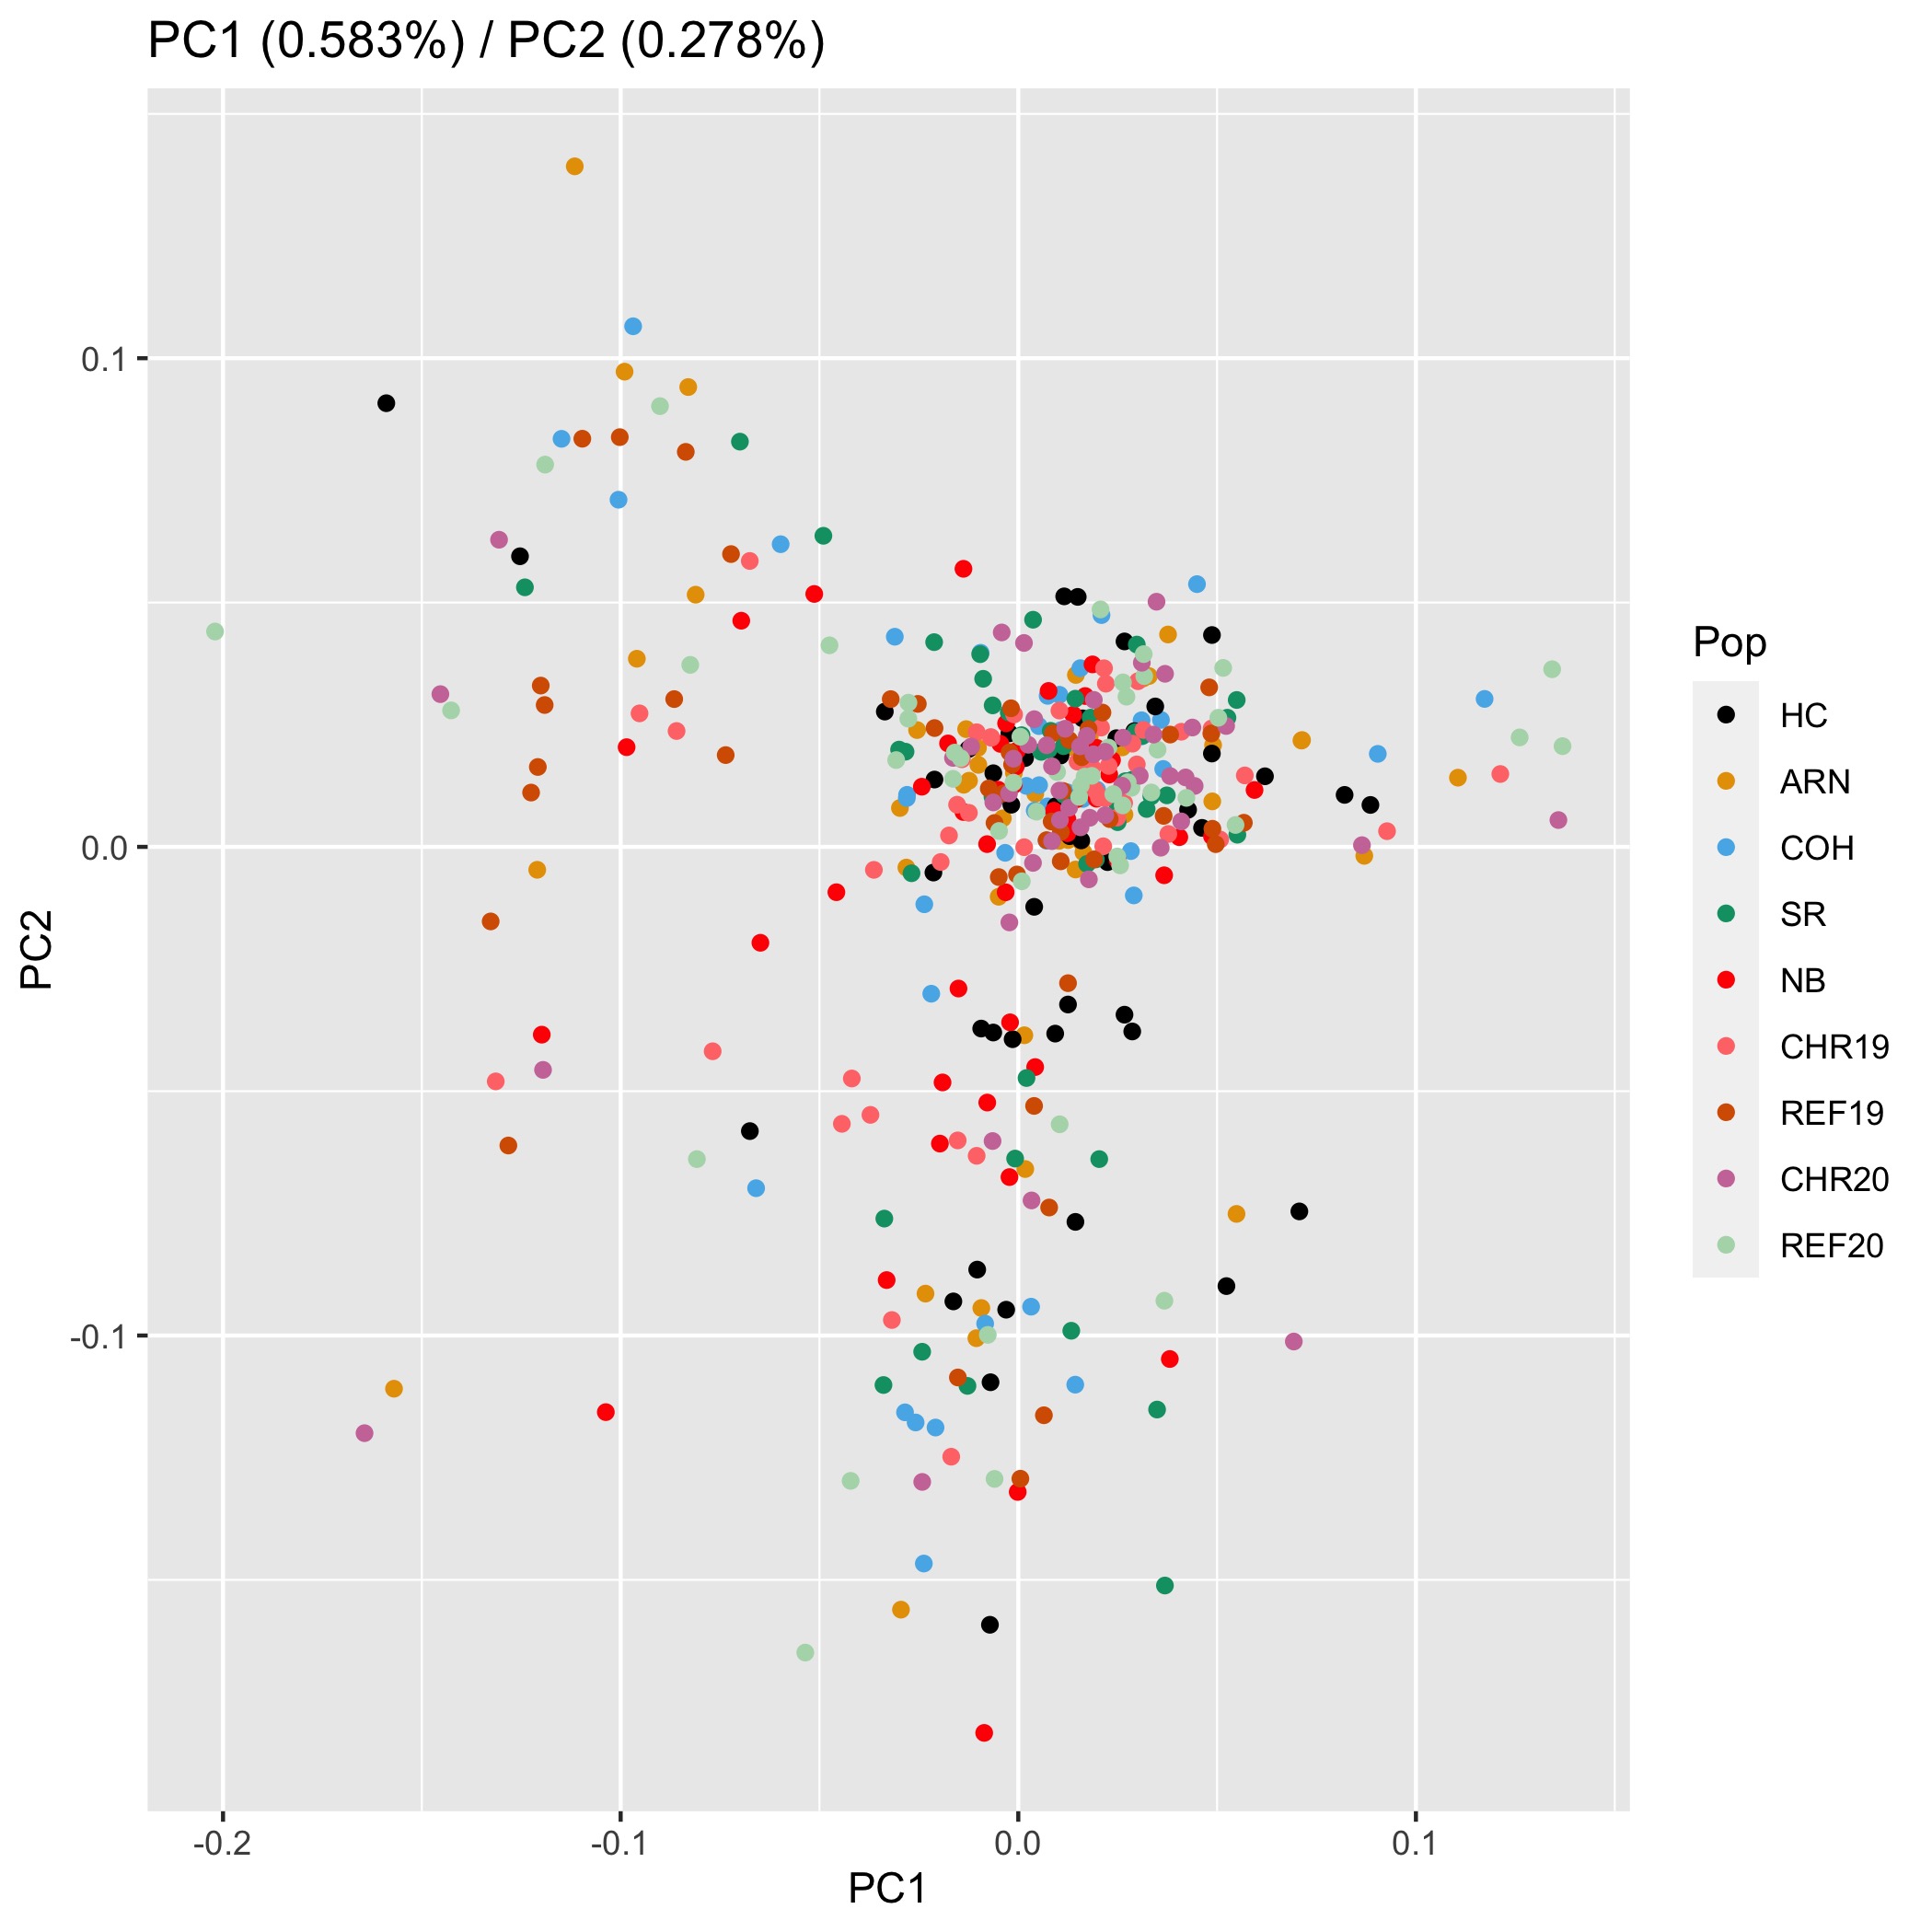 PC1 (0.583%) / PC2 (0.278%)
0.1
0.0
-0.1
PC2
-0.2
-0.1
0.0
0.1
PC1
Pop
HC
ARN
COH
SR
NB
CHR19
REF19
CHR20
REF20